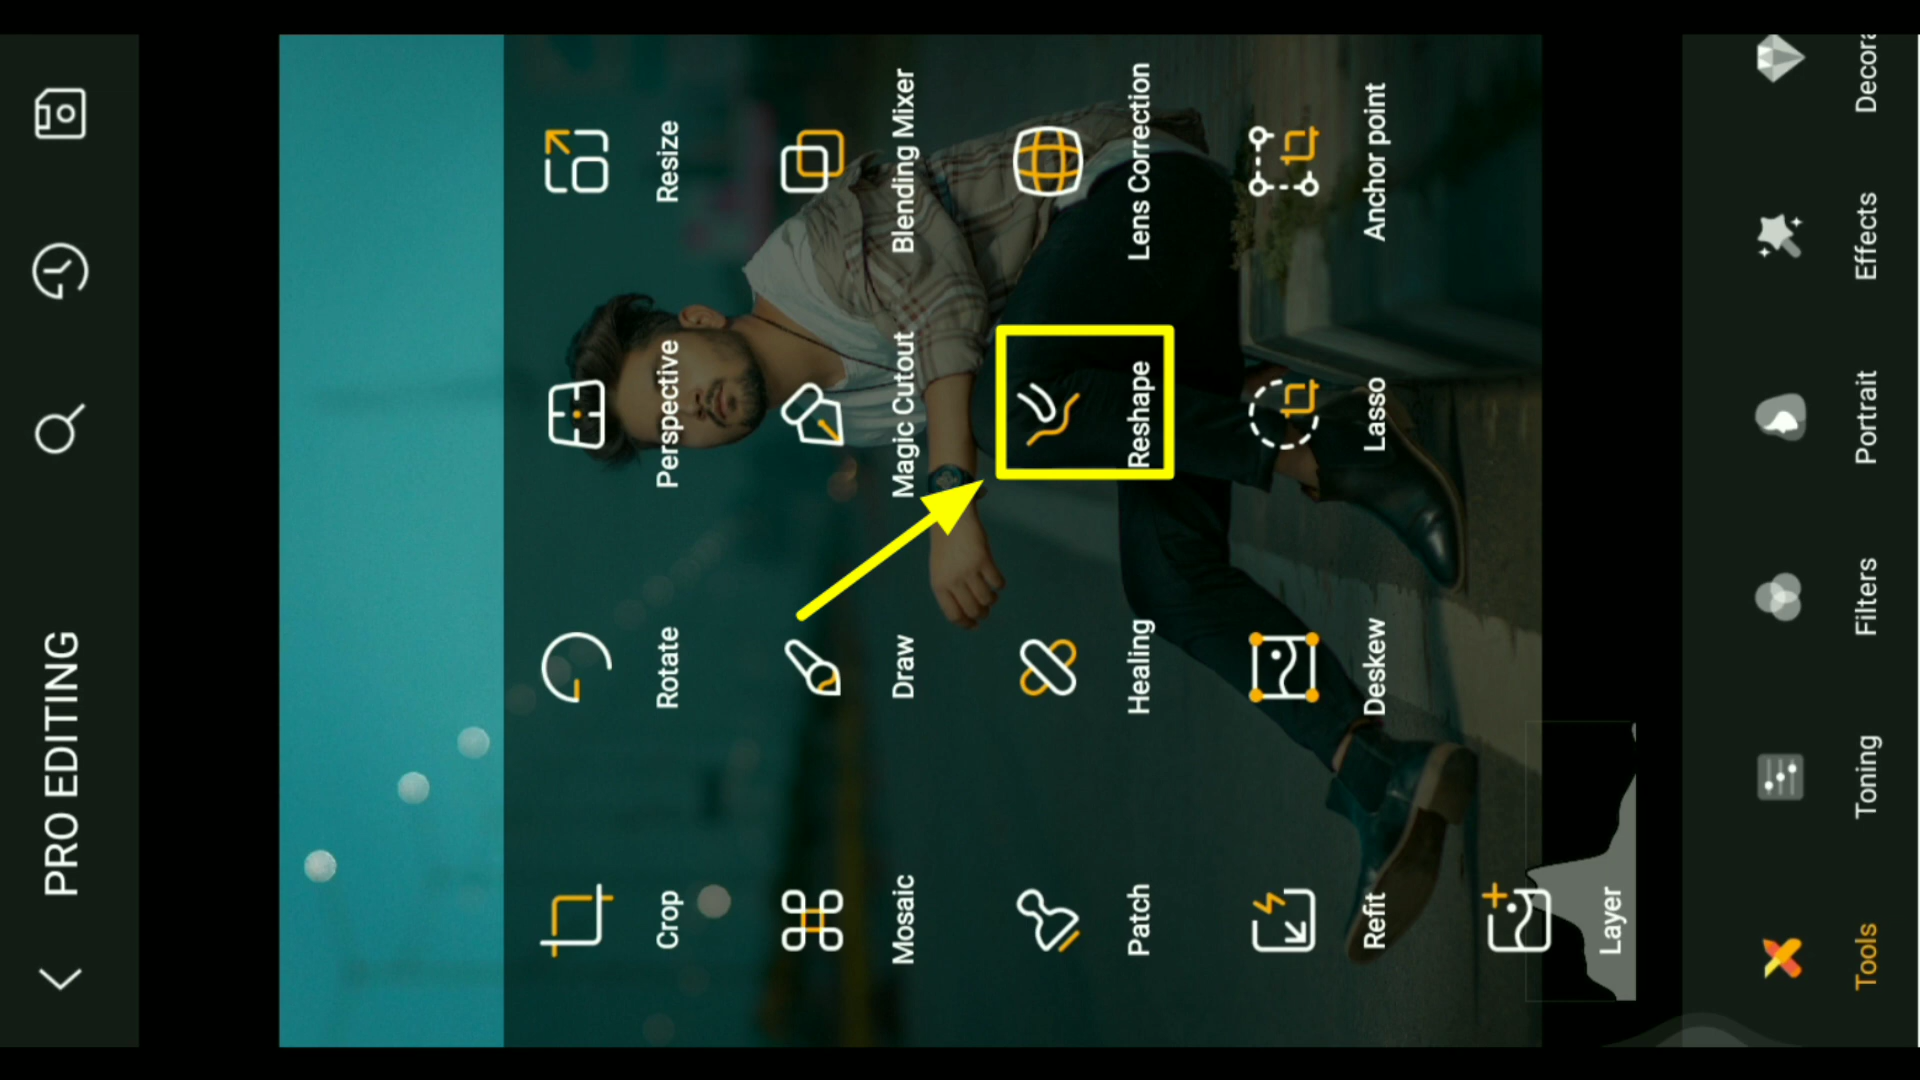 PRO EDITING
Crop
Rotate
Perspective
Resize
Mosaic
Draw
Magic Cutout
Blending Mixer
Patch
Healing
Reshape
Lens Correction
Refit
Deskew
Lasso
Anchor point
Layer
Tools
Toning
Filters
Portrait
Effects
Decora